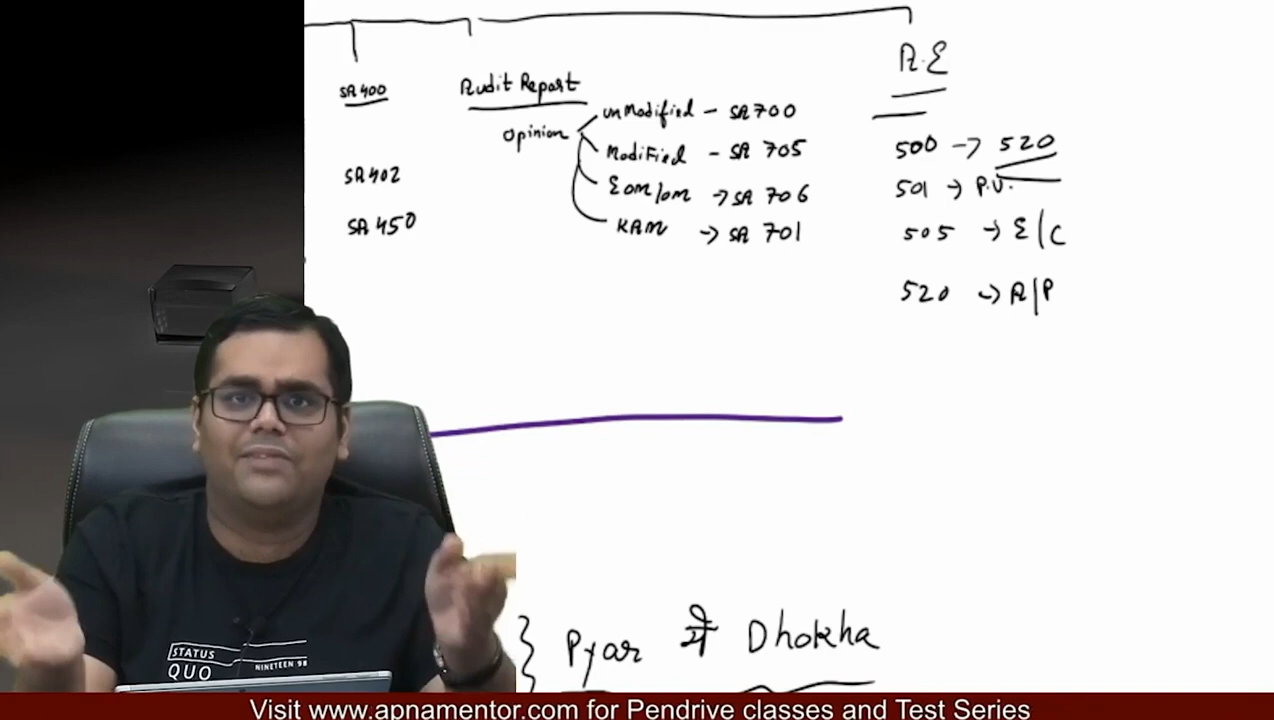 SA 400
SA 402
SA 450
Audit Report
Opinion
unModified - SA 700
Modified - SA 705
EOM/OM → SA 706
KAM → SA 701
A.E
500 → 520
501 → P.V.
505 → E/C
520 → A/P
} Pyar में Dhokha
STATUS
QUO
NINETEEN 98
Visit www.apnamentor.com for Pendrive classes and Test Series